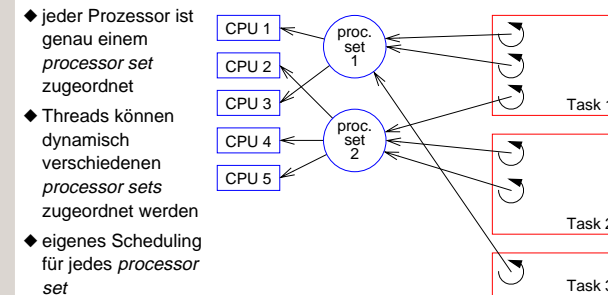 ◆ jeder Prozessor ist
genau einem
processor set
zugeordnet
◆ Threads können
dynamisch
verschiedenen
processor sets
zugeordnet werden
◆ eigenes Scheduling
für jedes processor
set
CPU 1
CPU 2
CPU 3
CPU 4
CPU 5
proc.
set
1
proc.
set
2
Task 1
Task 2
Task 3